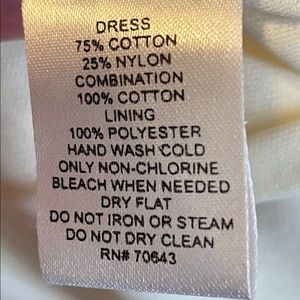 DRESS
75% COTTON
25% NYLON
COMBINATION
100% COTTON
LINING
100% POLYESTER
HAND WASH COLD
ONLY NON-CHLORINE
BLEACH WHEN NEEDED
DRY FLAT
DO NOT IRON OR STEAM
DO NOT DRY CLEAN
RN# 70643